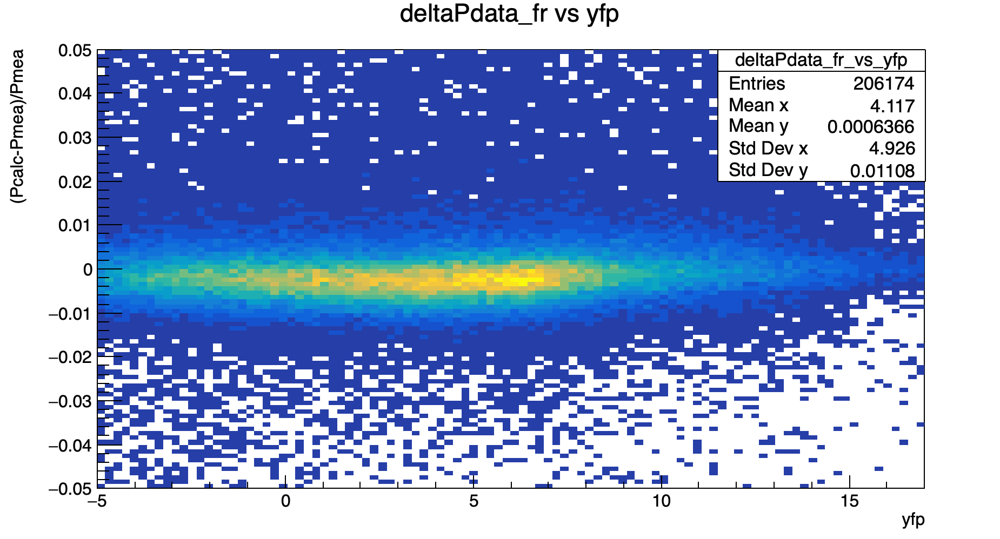 deltaPdata_fr vs yfp
(Pcalc-Pmea)/Pmea
deltaPdata_fr_vs_yfp
Entries 206174
Mean x 4.117
Mean y 0.0006366
Std Dev x 4.926
Std Dev y 0.01108
0.05
0.04
0.03
0.02
0.01
0
−0.01
−0.02
−0.03
−0.04
−0.05
−5 0 5 10 15
yfp